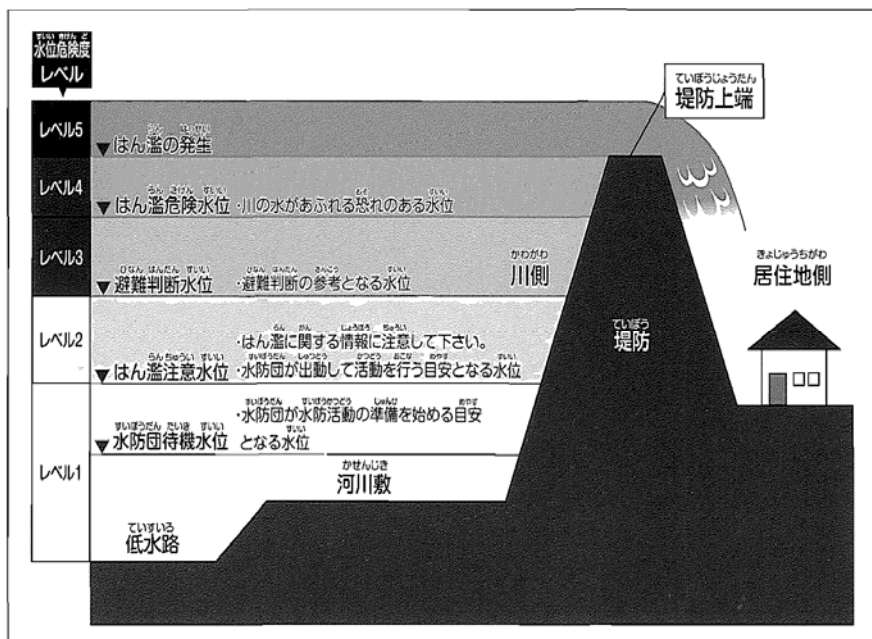 水位危険度
レベル
堤防上端
レベル5
▼はん濫の発生
レベル4
▼はん濫危険水位 ・川の水があふれる恐れのある水位
レベル3
川側
居住地側
▼避難判断水位 ・避難判断の参考となる水位
レベル2
・はん濫に関する情報に注意して下さい。
堤防
▼はん濫注意水位 ・水防団が出動して活動を行う目安となる水位
・水防団が水防活動の準備を始める目安
▼水防団待機水位 となる水位
レベル1
河川敷
低水路